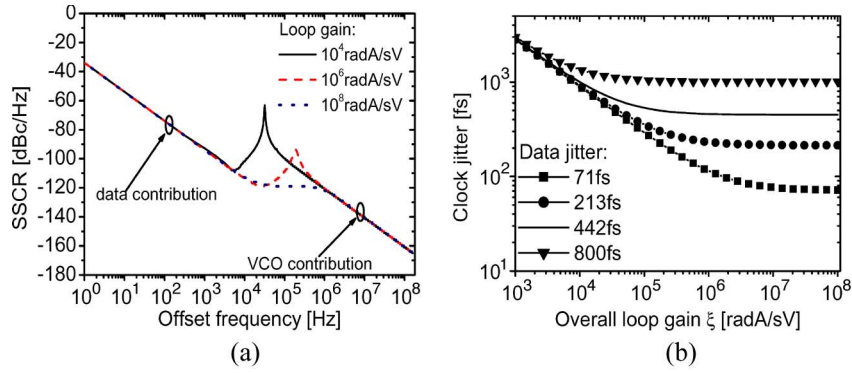 Loop gain:
10⁴radA/sV
10⁶radA/sV
10⁸radA/sV
data contribution
VCO contribution
SSCR [dBc/Hz]
-0
-20
-40
-60
-80
-100
-120
-140
-160
-180
10⁰ 10¹ 10² 10³ 10⁴ 10⁵ 10⁶ 10⁷ 10⁸
Offset frequency [Hz]
(a)
Clock jitter [fs]
10³
10²
10¹
Data jitter:
71fs
213fs
442fs
800fs
10³ 10⁴ 10⁵ 10⁶ 10⁷ 10⁸
Overall loop gain ξ [radA/sV]
(b)